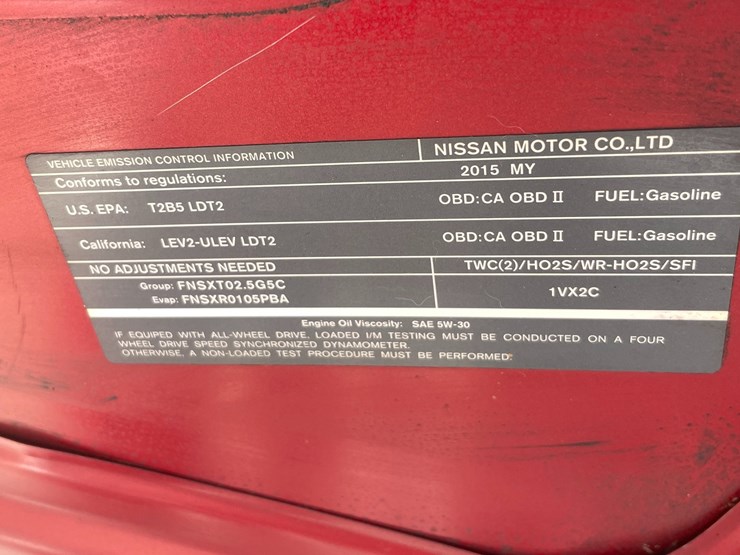 VEHICLE EMISSION CONTROL INFORMATION
NISSAN MOTOR CO.,LTD
Conforms to regulations:
2015 MY
U.S. EPA: T2B5 LDT2
OBD:CA OBD II FUEL:Gasoline
California: LEV2-ULEV LDT2
OBD:CA OBD II FUEL:Gasoline
NO ADJUSTMENTS NEEDED
TWC(2)/HO2S/WR-HO2S/SFI
Group: FNSXT02.5G5C
Evap: FNSXR0105PBA
1VX2C
Engine Oil Viscosity: SAE 5W-30
IF EQUIPED WITH ALL-WHEEL DRIVE, LOADED I/M TESTING MUST BE CONDUCTED ON A FOUR
WHEEL DRIVE SPEED SYNCHRONIZED DYNAMOMETER.
OTHERWISE, A NON-LOADED TEST PROCEDURE MUST BE PERFORMED.